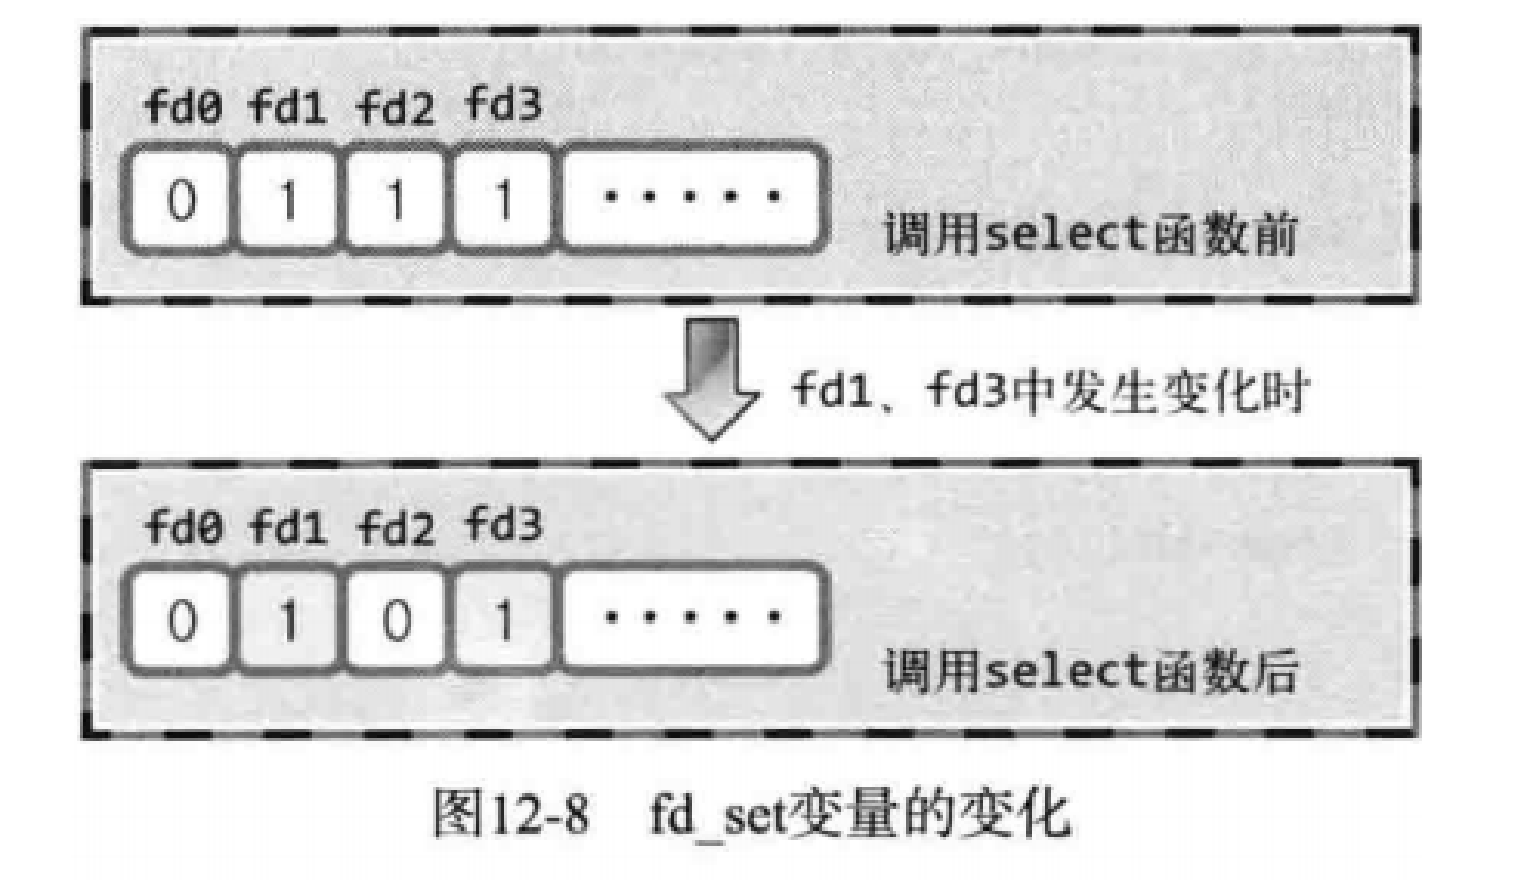 fd0 fd1 fd2 fd3
0 1 1 1 ·····
调用select函数前
fd1、fd3中发生变化时
fd0 fd1 fd2 fd3
0 1 0 1 ·····
调用select函数后
图12-8 fd_set变量的变化